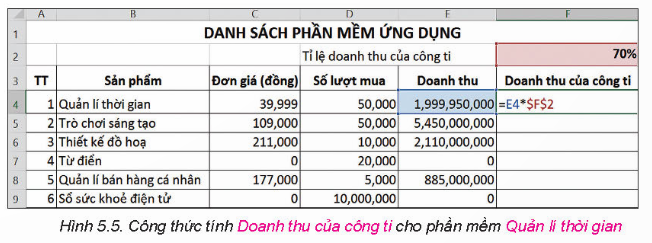 A B C D E F
1 DANH SÁCH PHẦN MỀM ỨNG DỤNG
2 Tỉ lệ doanh thu của công ti 70%
3 TT Sản phẩm Đơn giá (đồng) Số lượt mua Doanh thu Doanh thu của công ti
4 1 Quản lí thời gian 39,999 50,000 1,999,950,000 =E4*$F$2
5 2 Trò chơi sáng tạo 109,000 50,000 5,450,000,000
6 3 Thiết kế đồ hoạ 211,000 10,000 2,110,000,000
7 4 Từ điển 0 20,000 0
8 5 Quản lí bán hàng cá nhân 177,000 5,000 885,000,000
9 6 Sổ sức khoẻ điện tử 0 10,000,000 0
Hình 5.5. Công thức tính Doanh thu của công ti cho phần mềm Quản lí thời gian